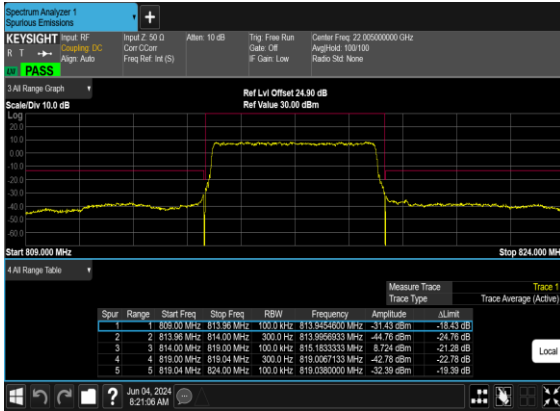 Spectrum Analyzer 1
Spurious Emissions
+
KEYSIGHT Input: RF Input Z: 50 Ω Atten: 10 dB Trig: Free Run Center Freq: 22.005000000 GHz
R T Coupling: DC Corr CCorr Gate: Off Avg|Hold: 100/100
Align: Auto Freq Ref: Int (S) IF Gain: Low Radio Std: None
PASS
3 All Range Graph
Ref Lvl Offset 24.90 dB
Scale/Div 10.0 dB Ref Value 30.00 dBm
Log
20.0
10.0
0.00
-10.0
-20.0
-30.0
-40.0
-50.0
-60.0
Start 809.000 MHz Stop 824.000 MH
4 All Range Table
Measure Trace Trace 1
Trace Type Trace Average (Active)
Spur Range Start Freq Stop Freq RBW Frequency Amplitude ΔLimit
1 1 809.00 MHz 813.96 MHz 100.0 kHz 813.9454600 MHz -31.43 dBm -18.43 dB
2 2 813.96 MHz 814.00 MHz 300.0 Hz 813.9956933 MHz -44.76 dBm -24.76 dB
3 3 814.00 MHz 819.00 MHz 100.0 kHz 815.1833333 MHz 8.724 dBm -21.28 dB
4 4 819.00 MHz 819.04 MHz 300.0 Hz 819.0067133 MHz -42.78 dBm -22.78 dB
5 5 819.04 MHz 824.00 MHz 100.0 kHz 819.0380000 MHz -32.39 dBm -19.39 dB
Local
?
Jun 04, 2024
8:21:06 AM